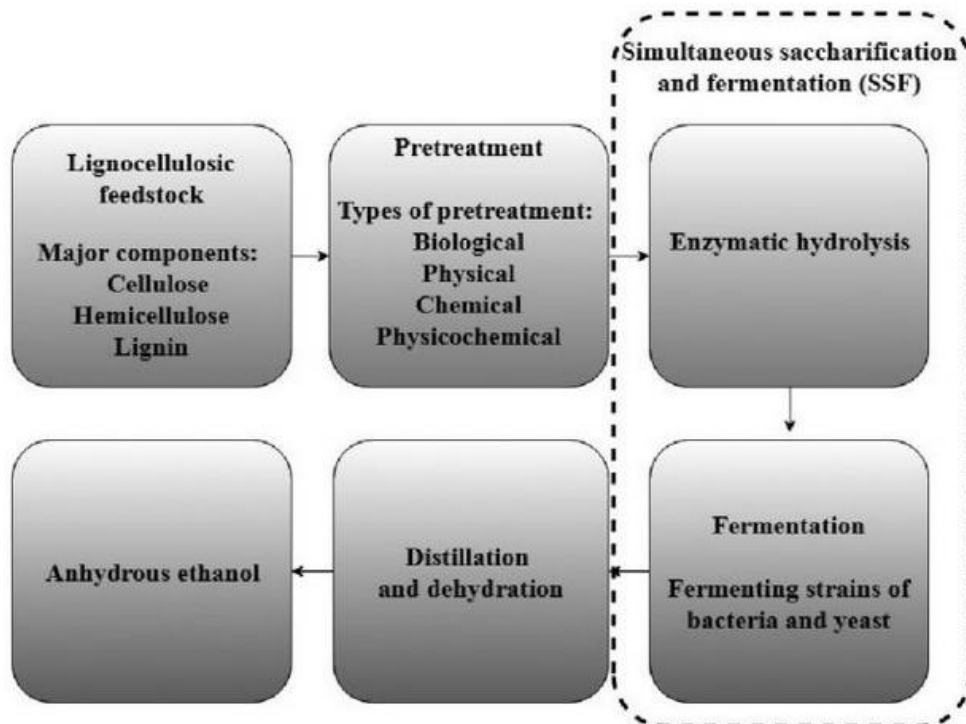 Simultaneous saccharification
and fermentation (SSF)
Lignocellulosic
feedstock
Major components:
Cellulose
Hemicellulose
Lignin
Pretreatment
Types of pretreatment:
Biological
Physical
Chemical
Physicochemical
Enzymatic hydrolysis
Fermentation
Fermenting strains of
bacteria and yeast
Distillation
and dehydration
Anhydrous ethanol